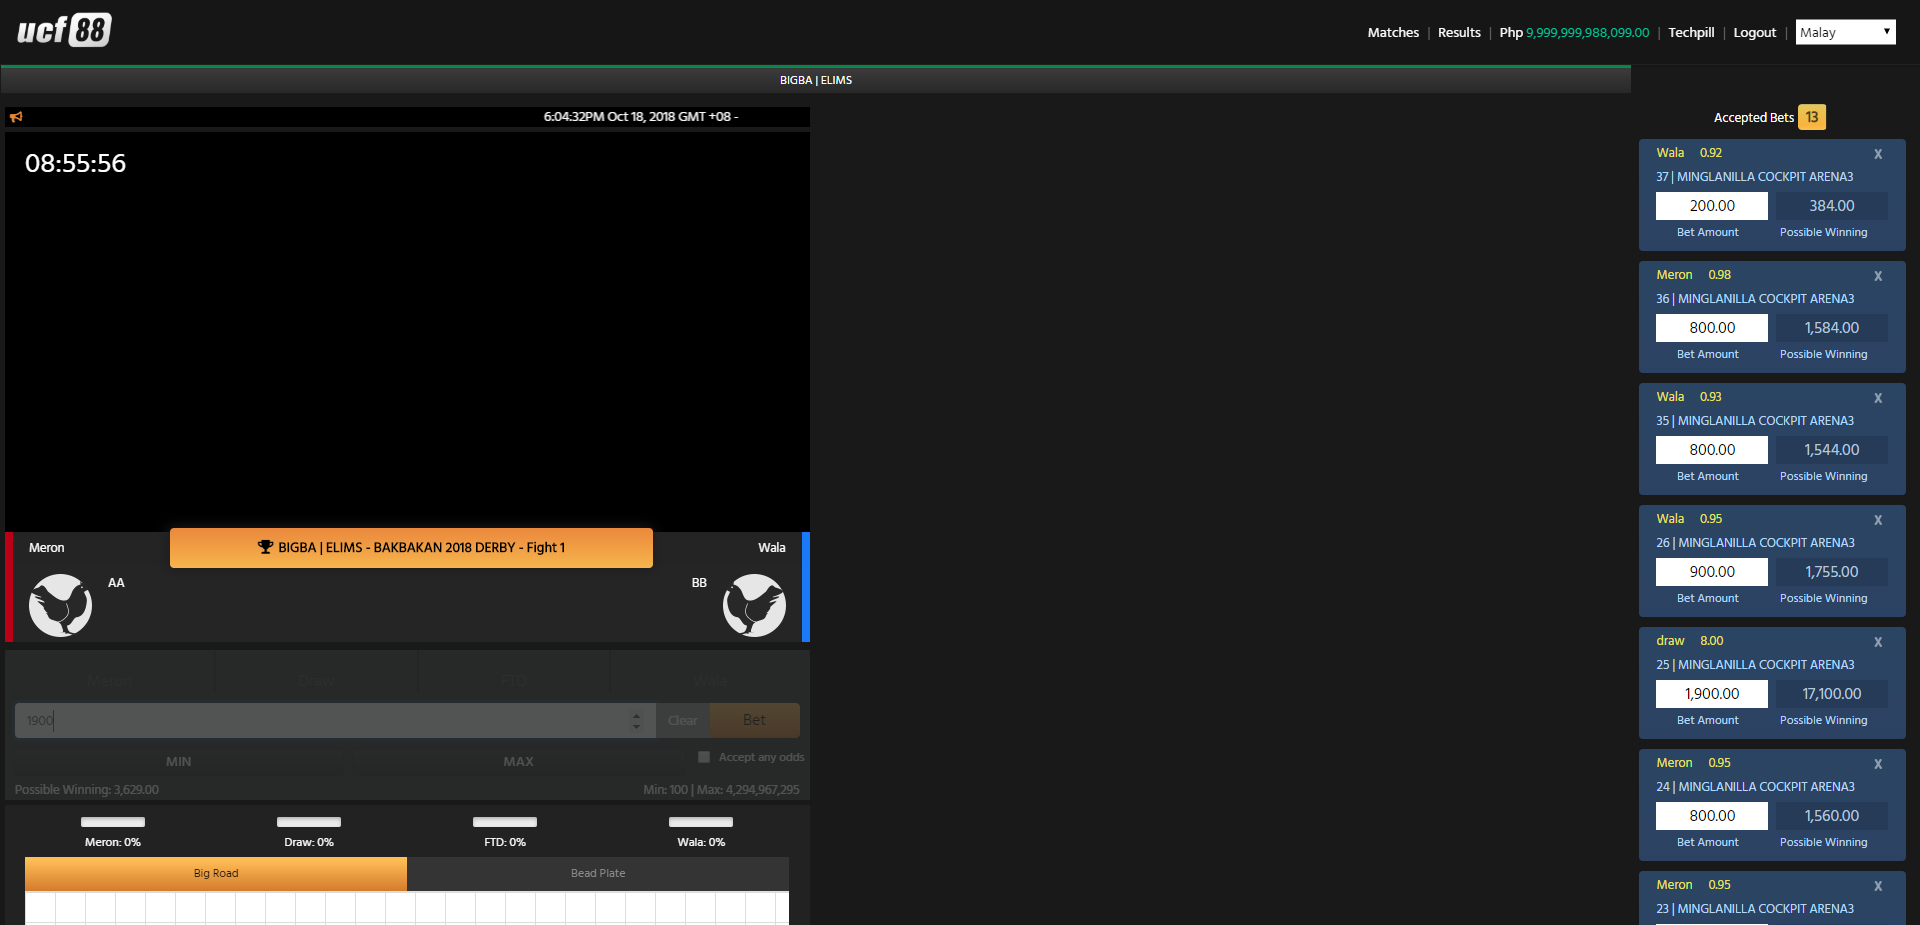 ucf88
Matches | Results | Php 9,999,999,988,099.00 | Techpill | Logout | Malay
BIGBA | ELIMS
6:04:32PM Oct 18, 2018 GMT +08 -
08:55:56
Meron
BIGBA | ELIMS - BAKBAKAN 2018 DERBY - Fight 1
Wala
AA
BB
Meron Draw FTD Wala
1900 Clear Bet
MIN MAX Accept any odds
Possible Winning: 3,629.00 Min: 100 | Max: 4,294,967,295
Meron: 0% Draw: 0% FTD: 0% Wala: 0%
Big Road Bead Plate
Accepted Bets 13
Wala 0.92 X
37 | MINGLANILLA COCKPIT ARENA3
200.00 384.00
Bet Amount Possible Winning
Meron 0.98 X
36 | MINGLANILLA COCKPIT ARENA3
800.00 1,584.00
Bet Amount Possible Winning
Wala 0.93 X
35 | MINGLANILLA COCKPIT ARENA3
800.00 1,544.00
Bet Amount Possible Winning
Wala 0.95 X
26 | MINGLANILLA COCKPIT ARENA3
900.00 1,755.00
Bet Amount Possible Winning
draw 8.00 X
25 | MINGLANILLA COCKPIT ARENA3
1,900.00 17,100.00
Bet Amount Possible Winning
Meron 0.95 X
24 | MINGLANILLA COCKPIT ARENA3
800.00 1,560.00
Bet Amount Possible Winning
Meron 0.95 X
23 | MINGLANILLA COCKPIT ARENA3